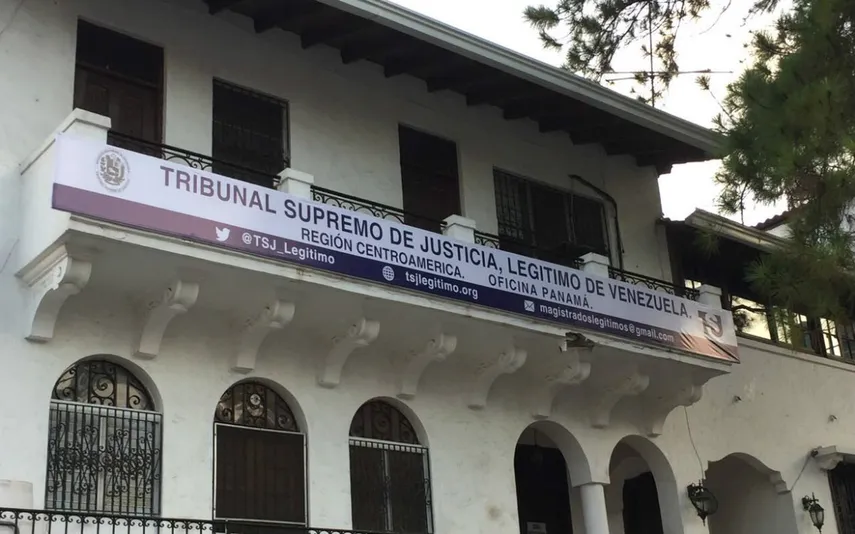 TRIBUNAL SUPREMO DE JUSTICIA, LEGITIMO DE VENEZUELA.
REGIÓN CENTROAMERICA. OFICINA PANAMÁ.
@TSJ_Legitimo
tsjlegitimo.org
magistradoslegitimos@gmail.com